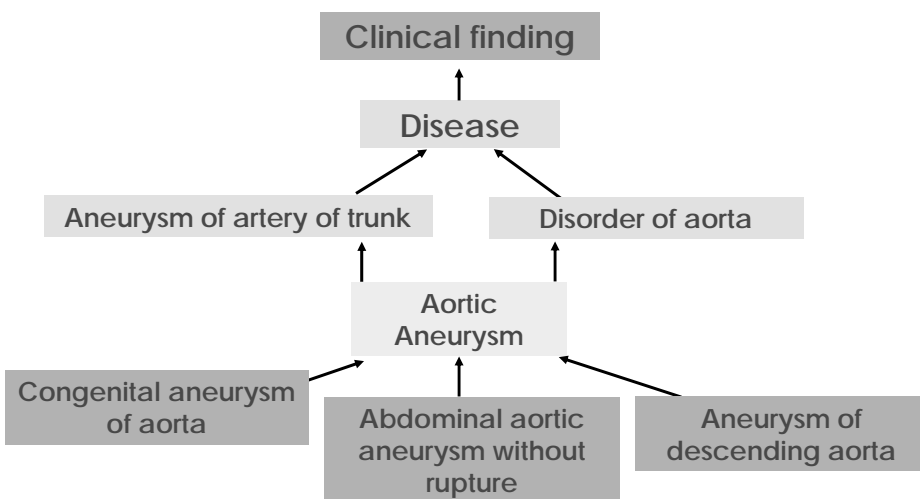 Clinical finding
Disease
Aneurysm of artery of trunk
Disorder of aorta
Aortic
Aneurysm
Congenital aneurysm
of aorta
Abdominal aortic
aneurysm without
rupture
Aneurysm of
descending aorta